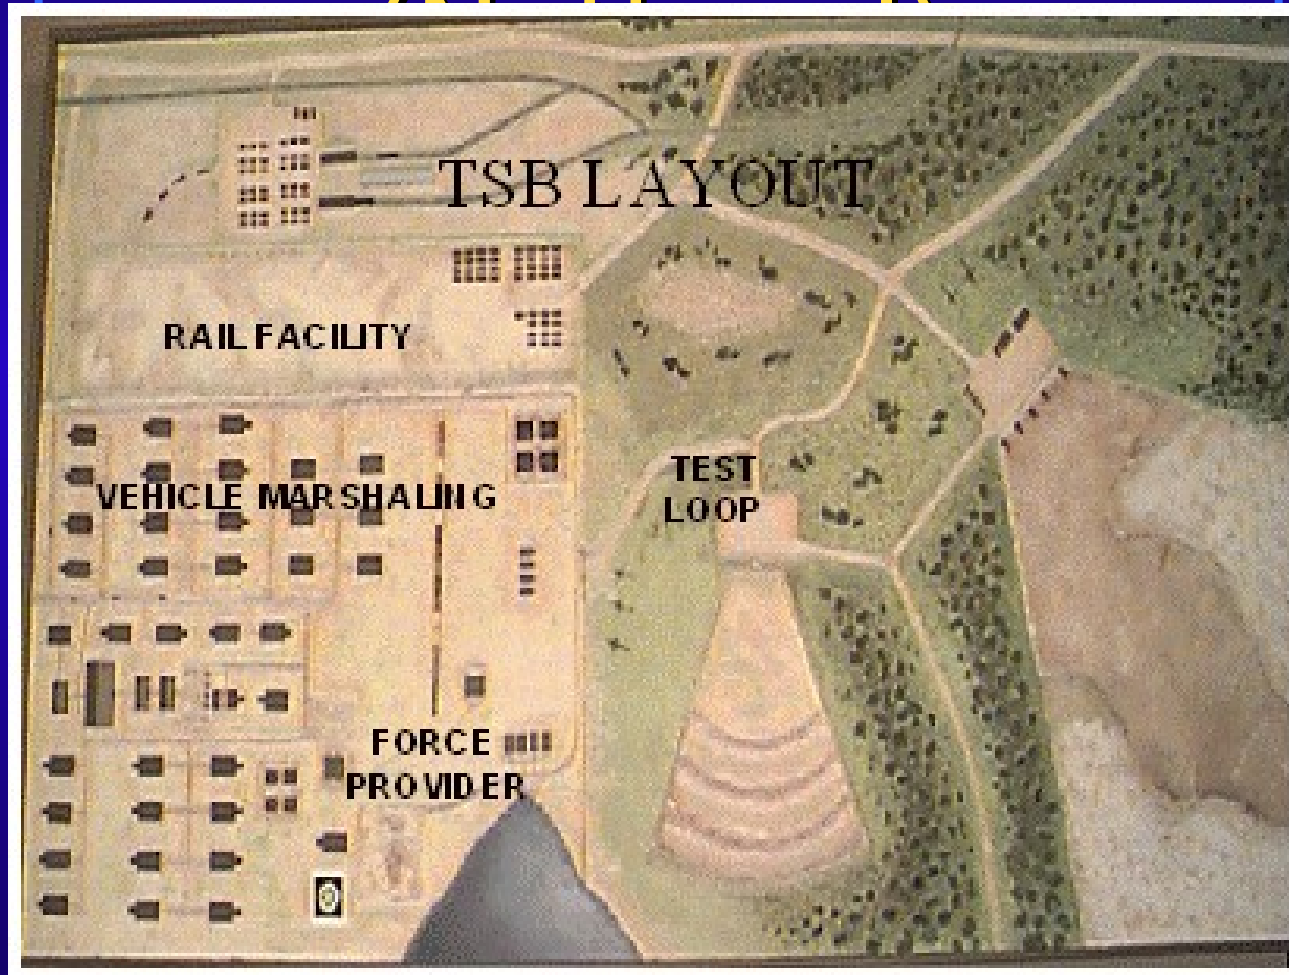 TSB LAYOUT
RAIL FACILITY
VEHICLE MARSHALING
TEST
LOOP
FORCE
PROVIDER